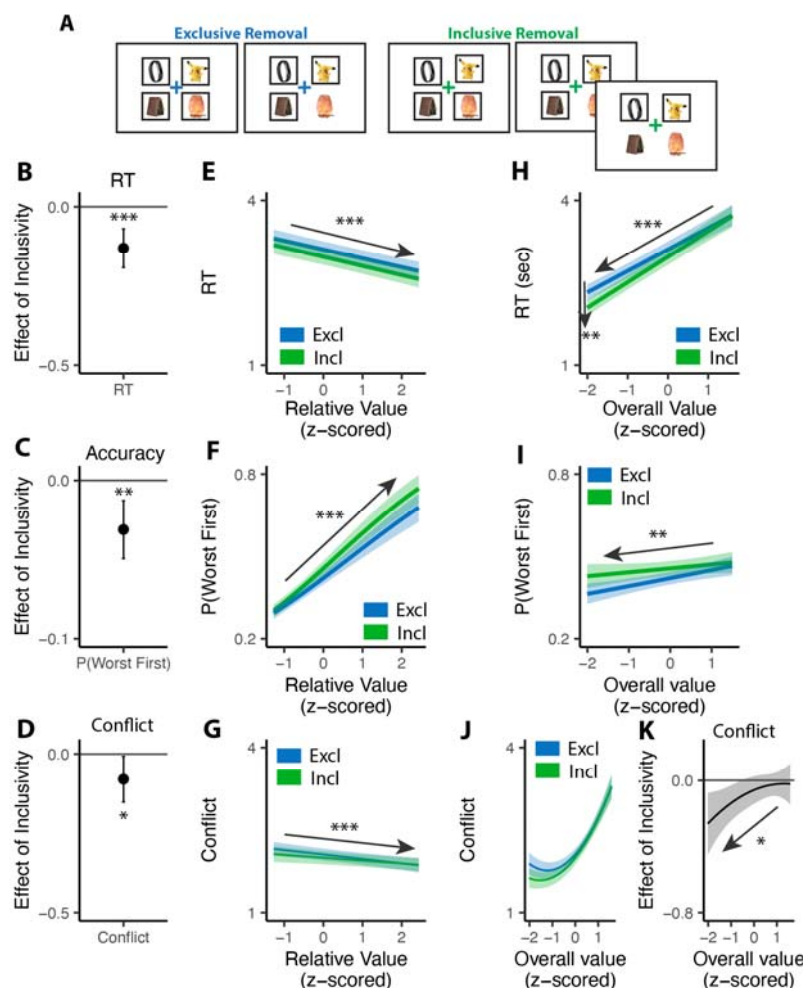 A
Exclusive Removal
Inclusive Removal
B
RT
Effect of Inclusivity
0.0
−0.5
***
RT
E
RT
4
1
***
Excl
Incl
−1 0 1 2
Relative Value
(z−scored)
H
RT (sec)
4
1
***
**
Excl
Incl
−2 −1 0 1
Overall Value
(z−scored)
C
Accuracy
Effect of Inclusivity
0.0
−0.1
**
P(Worst First)
F
P(Worst First)
0.8
0.2
***
Excl
Incl
−1 0 1 2
Relative Value
(z−scored)
I
P(Worst First)
0.8
0.2
Excl
Incl
**
−2 −1 0 1
Overall value
(z−scored)
D
Conflict
Effect of Inclusivity
0.0
−0.5
*
Conflict
G
Conflict
4
1
Excl
Incl
***
−1 0 1 2
Relative Value
(z−scored)
J
Conflict
4
1
Excl
Incl
−2 −1 0 1
Overall value
(z−scored)
K
Conflict
Effect of Inclusivity
0.0
−0.8
*
−2 −1 0 1
Overall value
(z−scored)